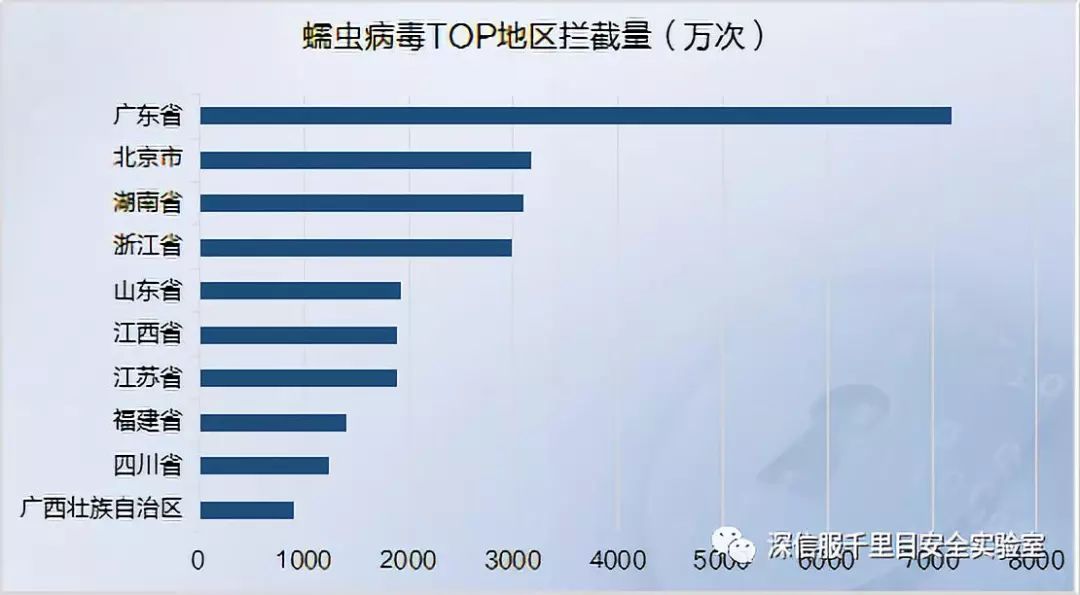 蠕虫病毒TOP地区拦截量（万次）
广东省
北京市
湖南省
浙江省
山东省
江西省
江苏省
福建省
四川省
广西壮族自治区
0 1000 2000 3000 4000 5000 6000 7000 8000
深信服千里目安全实验室